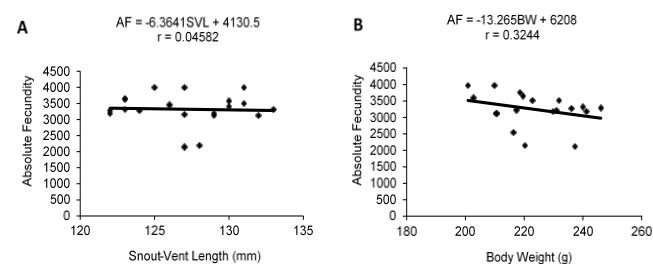 A
AF = -6.3641SVL + 4130.5
r = 0.04582
Absolute Fecundity
4500
4000
3500
3000
2500
2000
1500
1000
500
0
120
125
130
135
Snout-Vent Length (mm)
B
AF = -13.265BW + 6208
r = 0.3244
Absolute Fecundity
4500
4000
3500
3000
2500
2000
1500
1000
500
0
180
200
220
240
260
Body Weight (g)